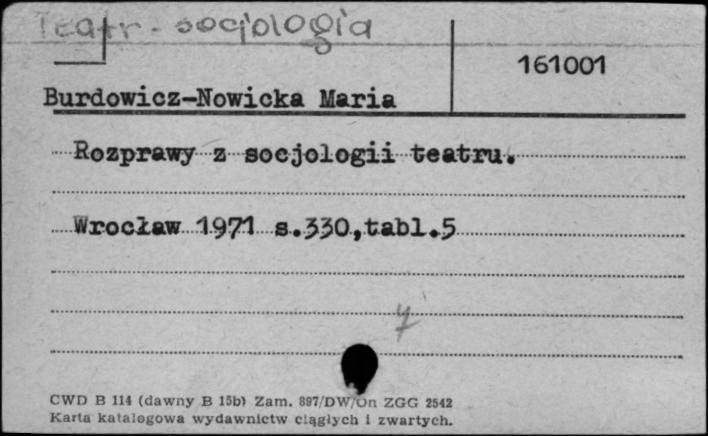 Teatr - socjologia
161001
Burdowicz-Nowicka Maria
Rozprawy z socjologii teatru.
Wrocław 1971 s.330,tabl.5
4
CWD B 114 (dawny B 15b) Zam. 897/DW/On ZGG 2542
Karta katalogowa wydawnictw ciągłych i zwartych.